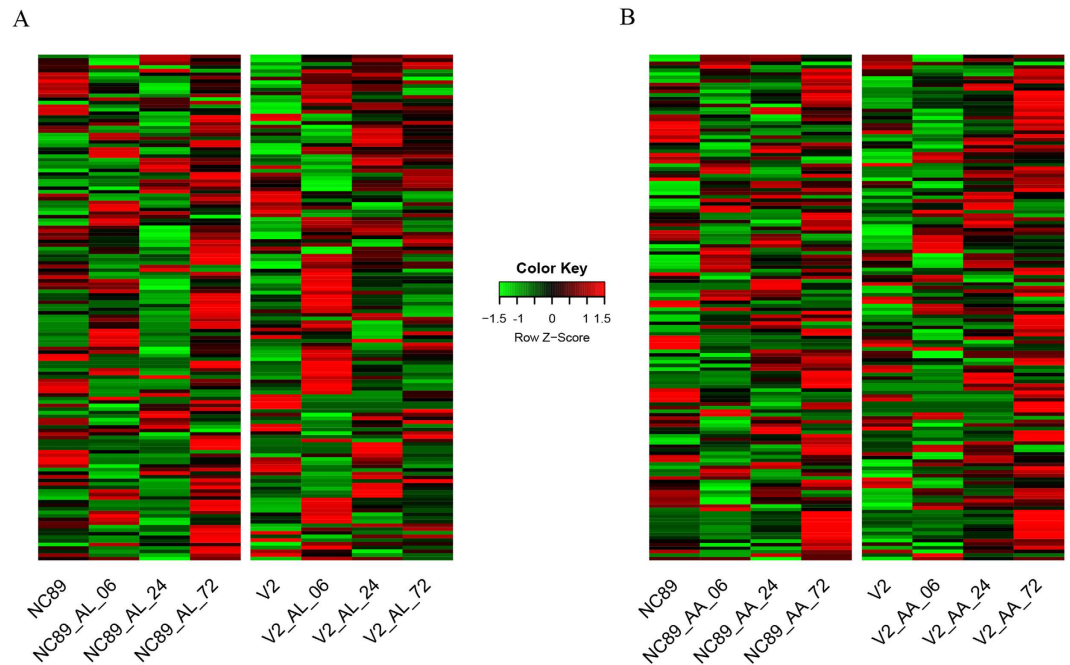 A
B
Color Key
−1.5 -1 0 1 1.5
Row Z−Score
NC89
NC89_AL_06
NC89_AL_24
NC89_AL_72
V2
V2_AL_06
V2_AL_24
V2_AL_72
NC89
NC89_AA_06
NC89_AA_24
NC89_AA_72
V2
V2_AA_06
V2_AA_24
V2_AA_72